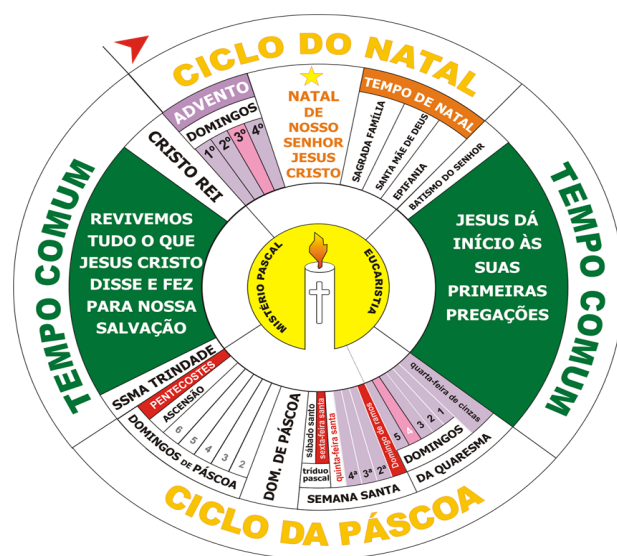 CICLO DO NATAL
ADVENTO
DOMINGOS
1º
2º
3º
4º
NATAL
DE
NOSSO
SENHOR
JESUS
CRISTO
TEMPO DE NATAL
SAGRADA FAMÍLIA
SANTA MÃE DE DEUS
EPIFANIA
BATISMO DO SENHOR
TEMPO COMUM
JESUS DÁ
INÍCIO ÀS
SUAS
PRIMEIRAS
PREGAÇÕES
quarta-feira de cinzas
1
2
3
4
5
DOMINGOS
DA QUARESMA
Domingo de ramos
2ª
3ª
4ª
quinta-feira santa
sexta-feira santa
sábado santo
tríduo
pascal
SEMANA SANTA
CICLO DA PÁSCOA
DOM. DE PÁSCOA
2
3
4
5
6
DOMINGOS DE PÁSCOA
ASCENSÃO
PENTECOSTES
SSMA TRINDADE
TEMPO COMUM
REVIVEMOS
TUDO O QUE
JESUS CRISTO
DISSE E FEZ
PARA NOSSA
SALVAÇÃO
CRISTO REI
MISTÉRIO PASCAL
EUCARISTIA